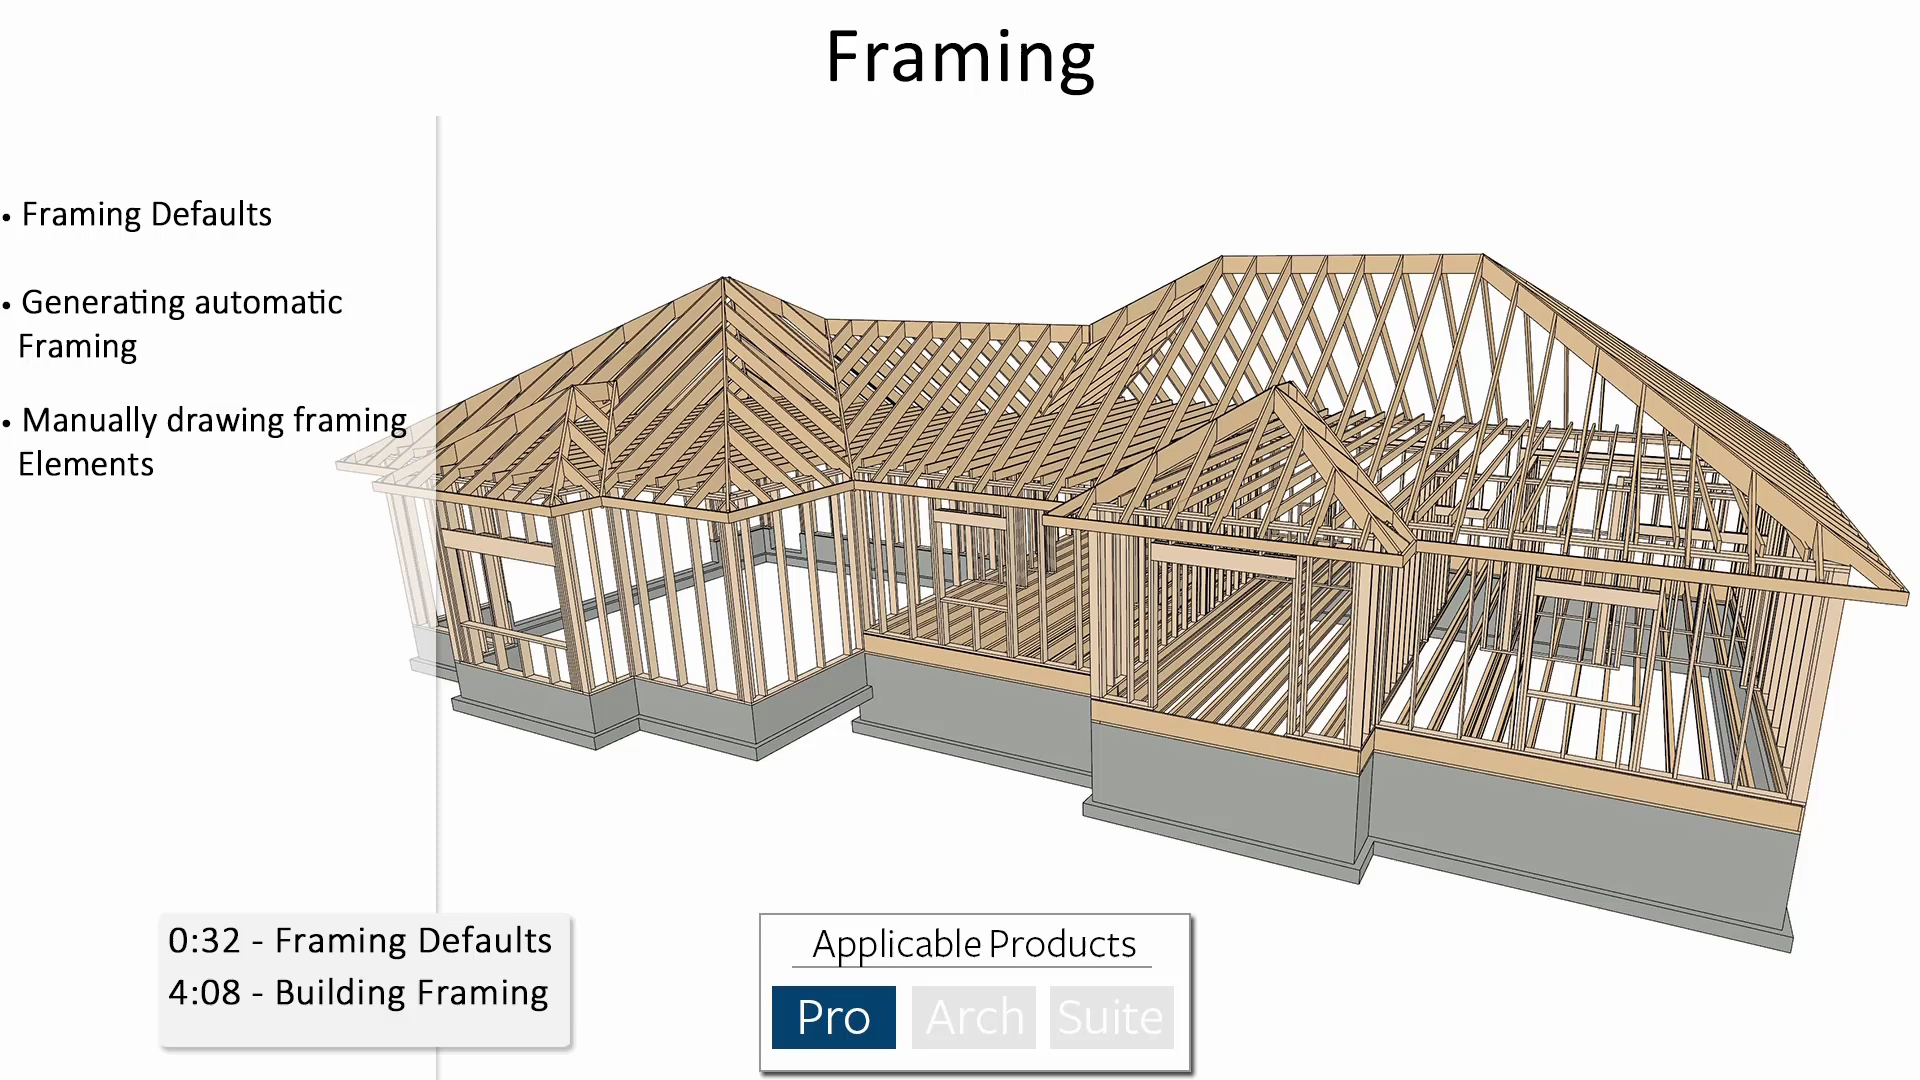 Framing
• Framing Defaults
• Generating automatic
Framing
• Manually drawing framing
Elements
0:32 - Framing Defaults
4:08 - Building Framing
Applicable Products
Pro Arch Suite